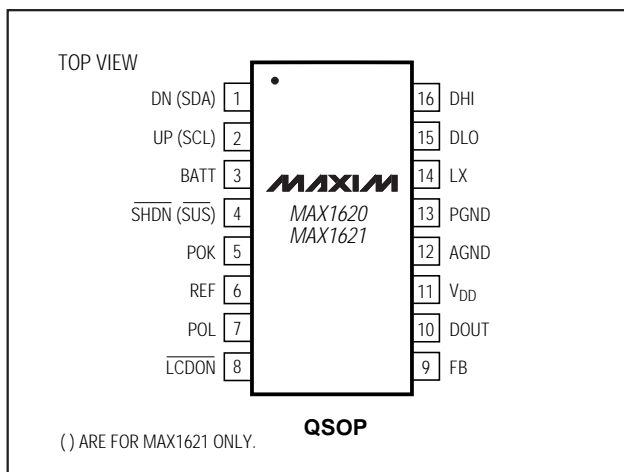 TOP VIEW
DN (SDA) 1
UP (SCL) 2
BATT 3
SHDN (SUS) 4
POK 5
REF 6
POL 7
LCDON 8
MAXIM
MAX1620
MAX1621
16 DHI
15 DLO
14 LX
13 PGND
12 AGND
11 VDD
10 DOUT
9 FB
QSOP
( ) ARE FOR MAX1621 ONLY.